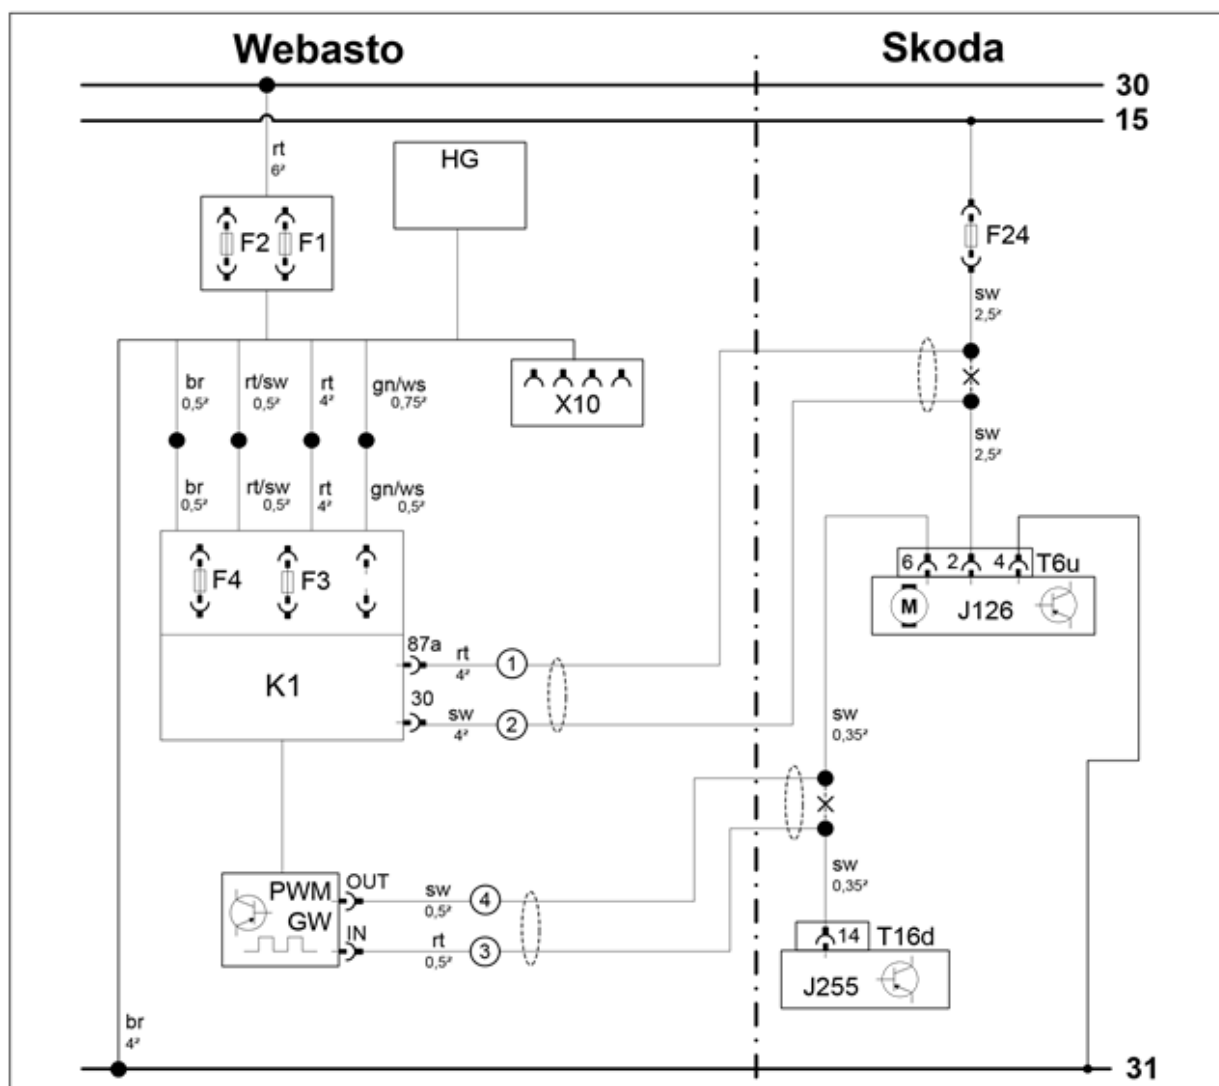 Webasto
Skoda
30
15
rt
6²
HG
F2
F1
F24
sw
2,5²
br
0,5²
rt/sw
0,5²
rt
4²
gn/ws
0,75²
X10
sw
2,5²
br
0,5²
rt/sw
0,5²
rt
4²
gn/ws
0,5²
6
2
4
T6u
F4
F3
M
J126
87a
rt
4²
1
K1
30
sw
4²
2
sw
0,35²
sw
0,35²
PWM
GW
OUT
sw
0,5²
4
IN
rt
0,5²
3
14
T16d
J255
br
4²
31